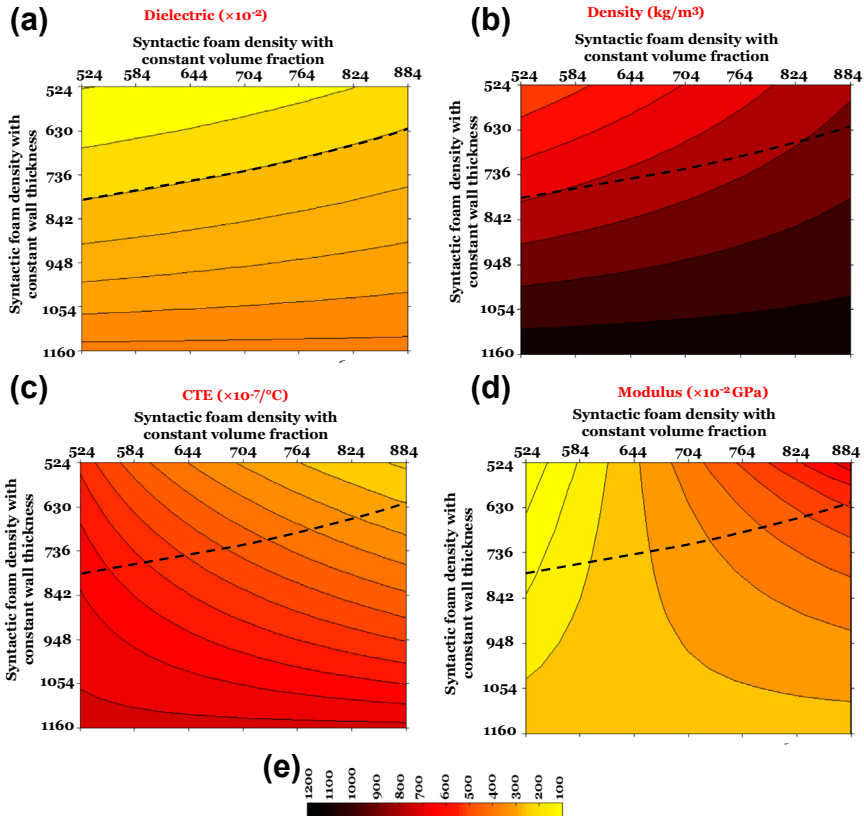 (a)
Dielectric (×10-2)
Syntactic foam density with
constant volume fraction
524 584 644 704 764 824 884
Syntactic foam density with
constant wall thickness
524
630
736
842
948
1054
1160
(b)
Density (kg/m3)
Syntactic foam density with
constant volume fraction
524 584 644 704 764 824 884
Syntactic foam density with
constant wall thickness
524
630
736
842
948
1054
1160
(c)
CTE (×10-7/°C)
Syntactic foam density with
constant volume fraction
524 584 644 704 764 824 884
Syntactic foam density with
constant wall thickness
524
630
736
842
948
1054
1160
(d)
Modulus (×10-2 GPa)
Syntactic foam density with
constant volume fraction
524 584 644 704 764 824 884
Syntactic foam density with
constant wall thickness
524
630
736
842
948
1054
1160
(e)
1200 1100 1000 900 800 700 600 500 400 300 200 100